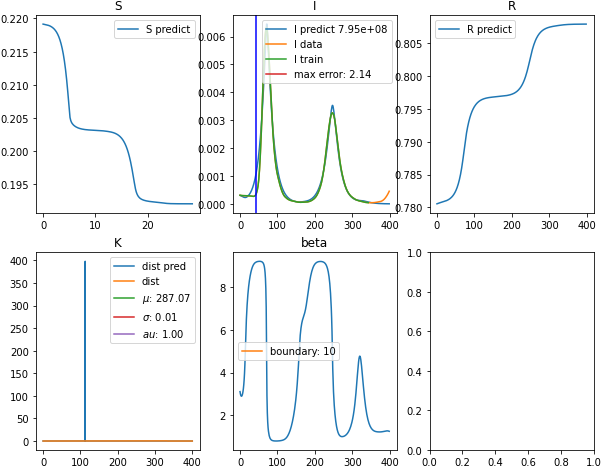 S
I
R
0.220
0.215
0.210
0.205
0.200
0.195
0 10 20
S predict
0.006
0.005
0.004
0.003
0.002
0.001
0.000
0 200 400
I predict 7.95e+08
I data
I train
max error: 2.14
0.805
0.800
0.795
0.790
0.785
0.780
0 200 400
R predict
K
beta
400
350
300
250
200
150
100
50
0
0 100 200 300 400
dist pred
dist
μ: 287.07
σ: 0.01
au: 1.00
8
6
4
2
0 200 400
boundary: 10
1.0
0.8
0.6
0.4
0.2
0.0
0.0 0.2 0.4 0.6 0.8 1.0